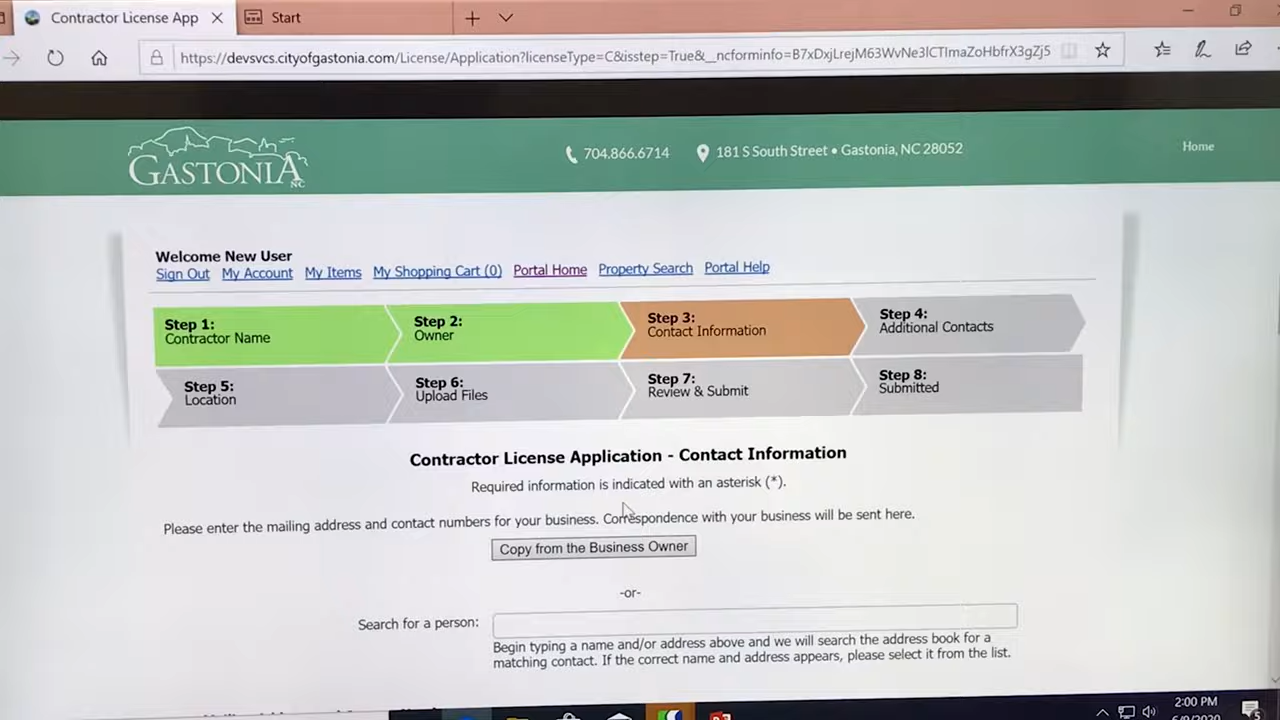 Contractor License App
Start
https://devsvcs.cityofgastonia.com/License/Application?licenseType=C&isstep=True&__ncforminfo=B7xDxjLrejM63WvNe3lCTImaZoHbfrX3gZj5
GASTONIA
NC
704.866.6714
181 S South Street • Gastonia, NC 28052
Home
Welcome New User
Sign Out My Account My Items My Shopping Cart (0) Portal Home Property Search Portal Help
Step 1:
Contractor Name
Step 2:
Owner
Step 3:
Contact Information
Step 4:
Additional Contacts
Step 5:
Location
Step 6:
Upload Files
Step 7:
Review & Submit
Step 8:
Submitted
Contractor License Application - Contact Information
Required information is indicated with an asterisk (*).
Please enter the mailing address and contact numbers for your business. Correspondence with your business will be sent here.
Copy from the Business Owner
-or-
Search for a person:
Begin typing a name and/or address above and we will search the address book for a
matching contact. If the correct name and address appears, please select it from the list.
2:00 PM
6/9/2020